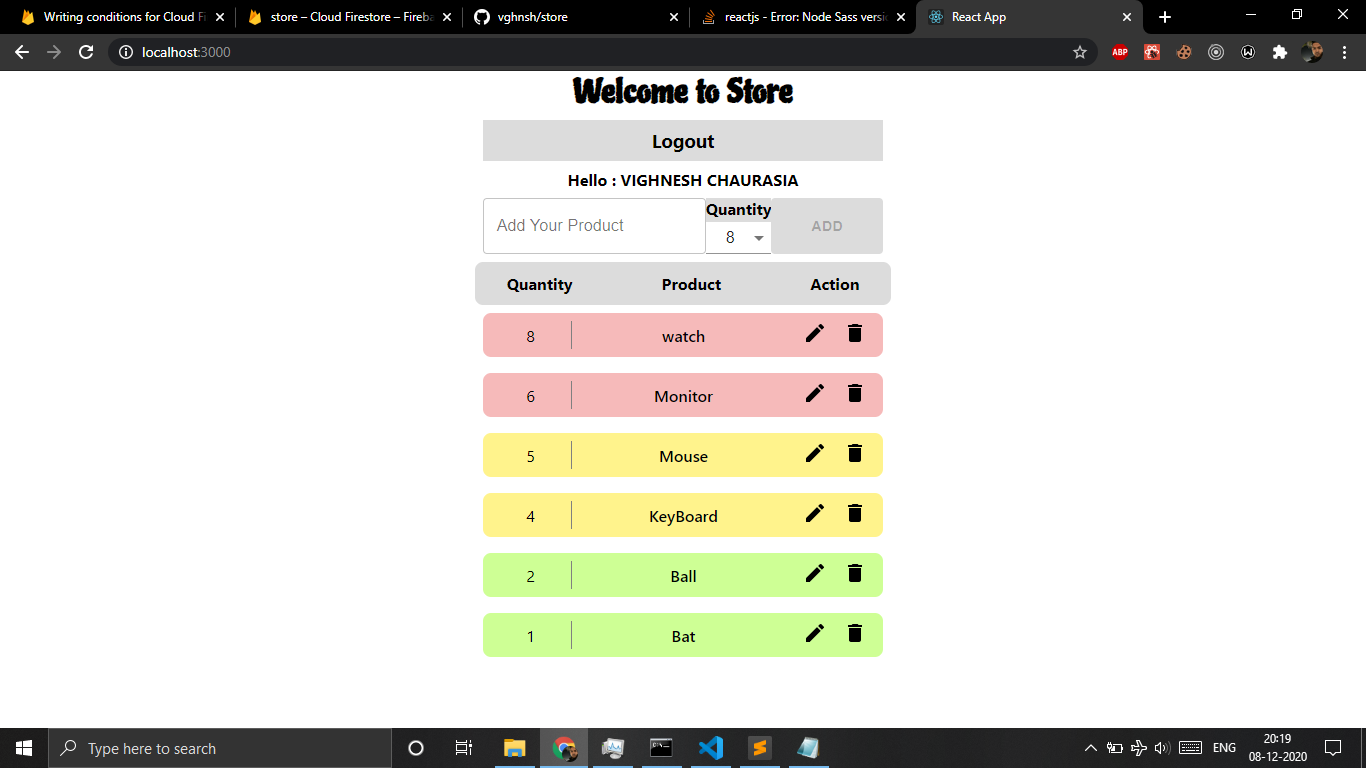 Writing conditions for Cloud Fi
store – Cloud Firestore – Fireba
vghnsh/store
reactjs - Error: Node Sass versi
React App
localhost:3000
ABP
Welcome to Store
Logout
Hello : VIGHNESH CHAURASIA
Quantity
Add Your Product
8
ADD
Quantity Product Action
8 watch
6 Monitor
5 Mouse
4 KeyBoard
2 Ball
1 Bat
Type here to search
ENG
20:19
08-12-2020